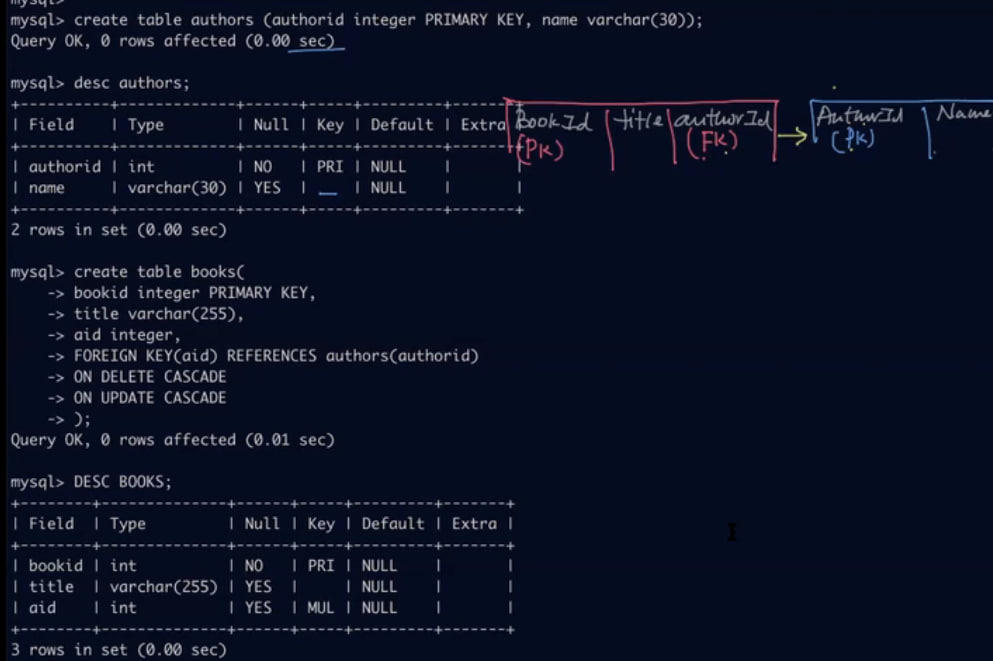 mysql> create table authors (authorid integer PRIMARY KEY, name varchar(30));
Query OK, 0 rows affected (0.00 sec)
mysql> desc authors;
+----------+-------------+------+-----+---------+-------+
| Field | Type | Null | Key | Default | Extra
+----------+-------------+------+-----+---------+-------+
| authorid | int | NO | PRI | NULL | |
| name | varchar(30) | YES | | NULL | |
+----------+-------------+------+-----+---------+-------+
2 rows in set (0.00 sec)
BookId | title | authorId → AuthorId | Name
(PK) (FK) (PK)
mysql> create table books(
-> bookid integer PRIMARY KEY,
-> title varchar(255),
-> aid integer,
-> FOREIGN KEY(aid) REFERENCES authors(authorid)
-> ON DELETE CASCADE
-> ON UPDATE CASCADE
-> );
Query OK, 0 rows affected (0.01 sec)
mysql> DESC BOOKS;
+--------+--------------+------+-----+---------+-------+
| Field | Type | Null | Key | Default | Extra |
+--------+--------------+------+-----+---------+-------+
| bookid | int | NO | PRI | NULL | |
| title | varchar(255) | YES | | NULL | |
| aid | int | YES | MUL | NULL | |
+--------+--------------+------+-----+---------+-------+
3 rows in set (0.00 sec)